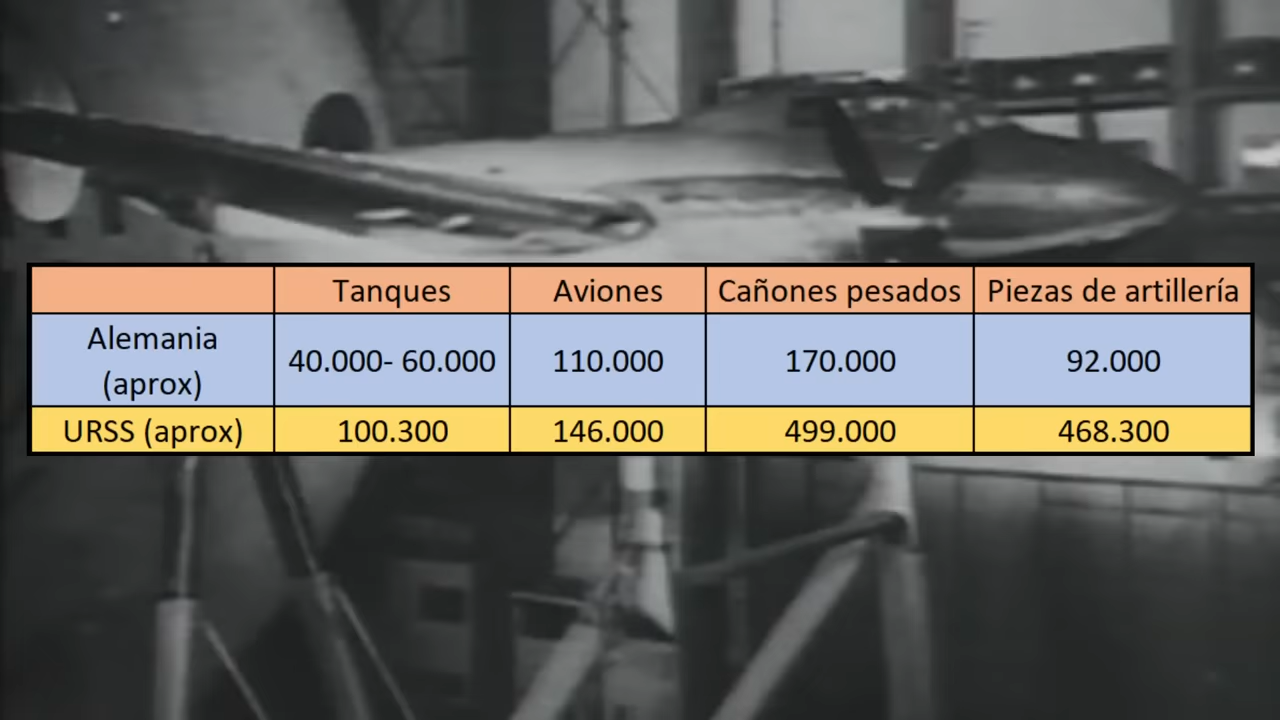 Tanques Aviones Cañones pesados Piezas de artillería
Alemania
(aprox) 40.000- 60.000 110.000 170.000 92.000
URSS (aprox) 100.300 146.000 499.000 468.300